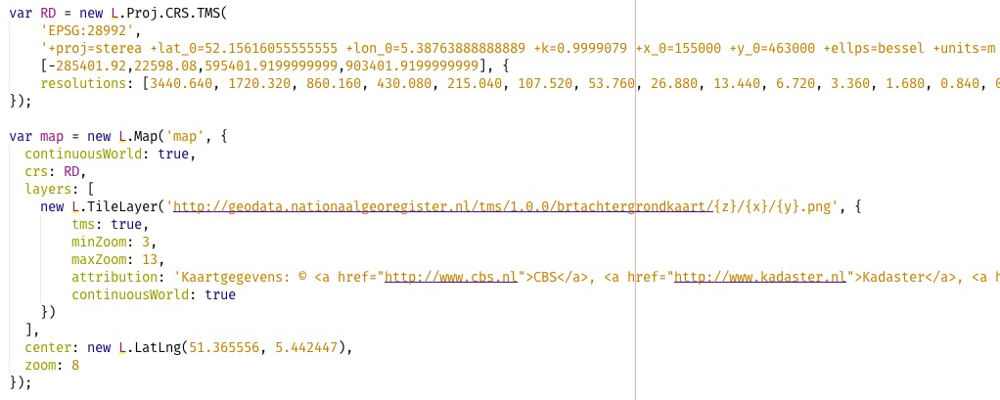 var RD = new L.Proj.CRS.TMS(
    'EPSG:28992',
    '+proj=sterea +lat_0=52.15616055555555 +lon_0=5.38763888888889 +k=0.9999079 +x_0=155000 +y_0=463000 +ellps=bessel +units=m
    [-285401.92,22598.08,595401.9199999999,903401.9199999999], {
    resolutions: [3440.640, 1720.320, 860.160, 430.080, 215.040, 107.520, 53.760, 26.880, 13.440, 6.720, 3.360, 1.680, 0.840, 0
});

var map = new L.Map('map', {
  continuousWorld: true,
  crs: RD,
  layers: [
    new L.TileLayer('http://geodata.nationaalgeoregister.nl/tms/1.0.0/brtachtergrondkaart/{z}/{x}/{y}.png', {
        tms: true,
        minZoom: 3,
        maxZoom: 13,
        attribution: 'Kaartgegevens: © <a href="http://www.cbs.nl">CBS</a>, <a href="http://www.kadaster.nl">Kadaster</a>, <a h
        continuousWorld: true
    })
  ],
  center: new L.LatLng(51.365556, 5.442447),
  zoom: 8
});